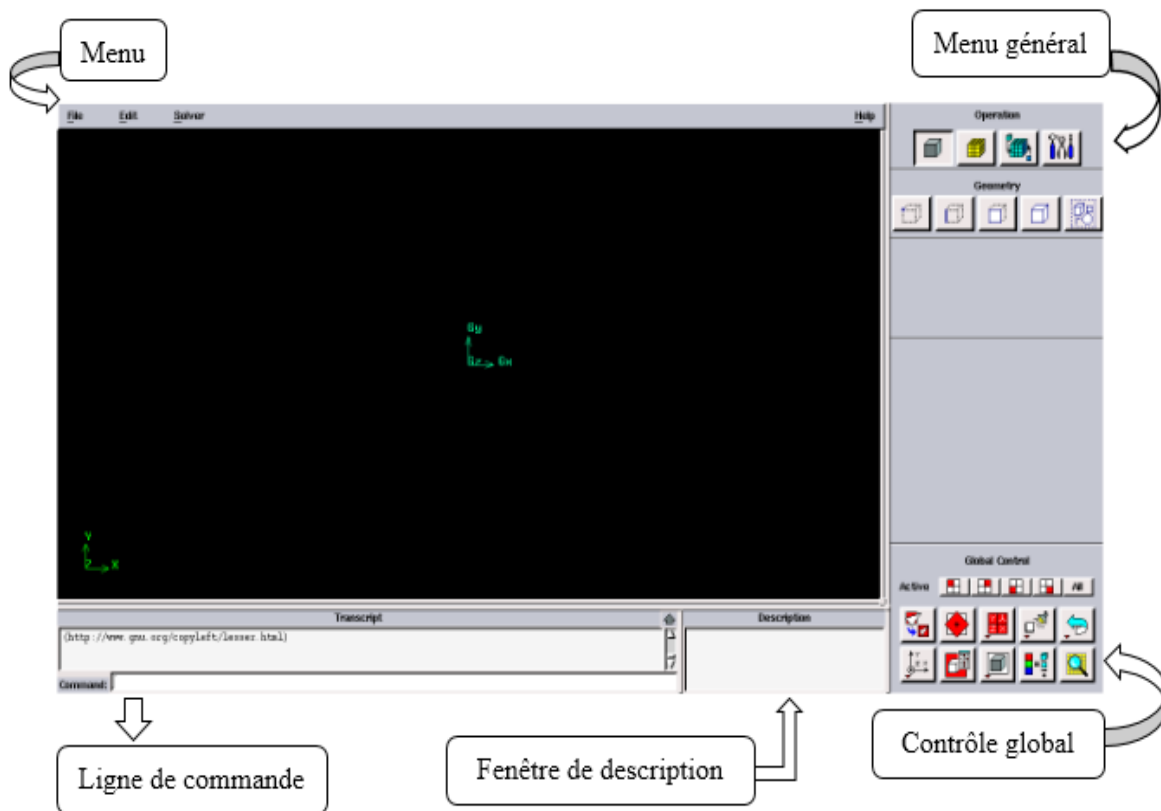 Menu
Menu général
File Edit Solver Help
Operation
Geometry
Gy
Gz Gx
Y
Z X
Global Control
Active All
Transcript
Description
(http://www.gnu.org/copyleft/lesser.html)
Command:
Ligne de commande
Fenêtre de description
Contrôle global